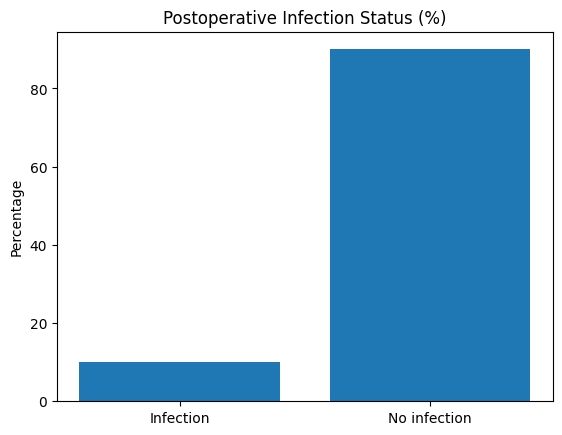 Postoperative Infection Status (%)
Percentage
80
60
40
20
0
Infection
No infection